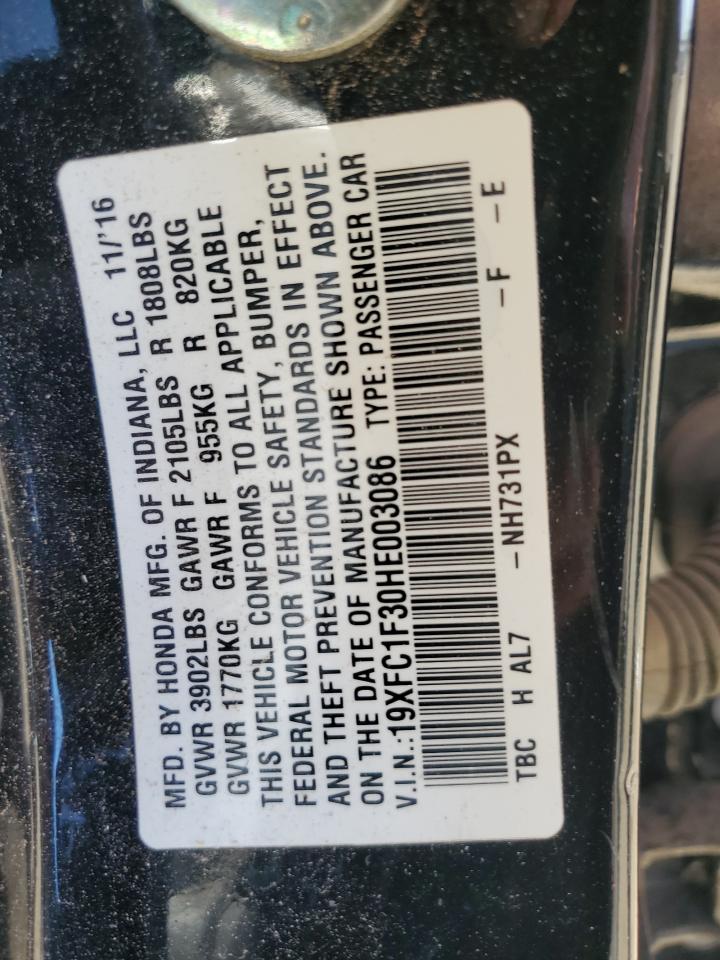 MFD. BY HONDA MFG. OF INDIANA, LLC 11/'16
GVWR 3902LBS GAWR F 2105LBS R 1808LBS
GVWR 1770KG GAWR F 955KG R 820KG
THIS VEHICLE CONFORMS TO ALL APPLICABLE
FEDERAL MOTOR VEHICLE SAFETY, BUMPER,
AND THEFT PREVENTION STANDARDS IN EFFECT
ON THE DATE OF MANUFACTURE SHOWN ABOVE.
V.I.N.:19XFC1F30HE003086 TYPE: PASSENGER CAR
TBC H AL7 -NH731PX -F -E